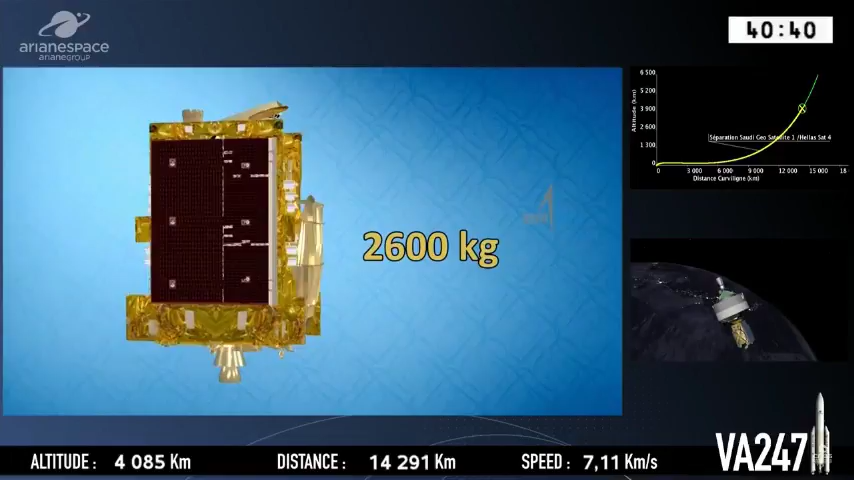 arianespace
arianeGROUP
40:40
2600 kg
Altitude (km)
6 500
5 200
3 900
2 600
1 300
0
Séparation Saudi Geo Satellite 1 /Hellas Sat 4
0
3 000
6 000
9 000
12 000
15 000
18
Distance Curviligne (km)
VA247
ALTITUDE : 4 085 Km
DISTANCE : 14 291 Km
SPEED : 7,11 Km/s